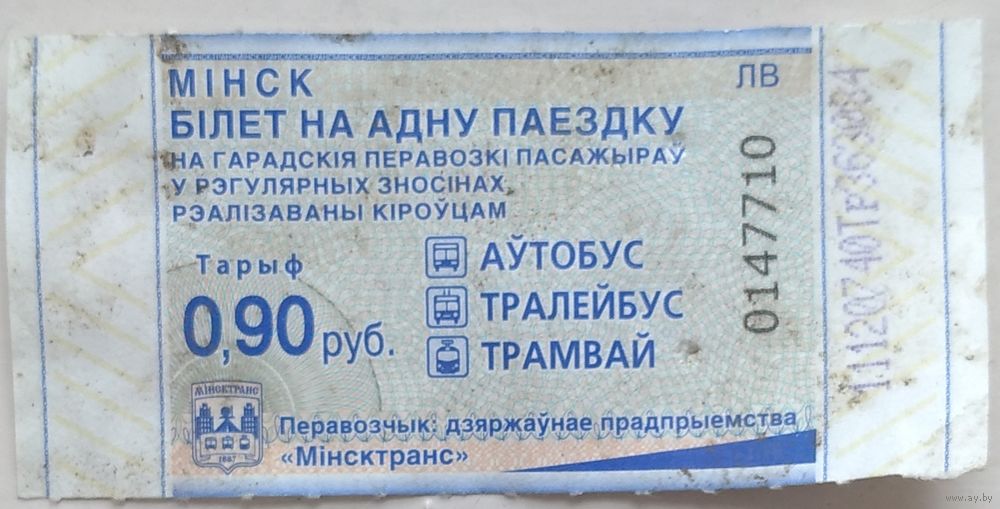 МІНСК
ЛВ
БІЛЕТ НА АДНУ ПАЕЗДКУ
НА ГАРАДСКІЯ ПЕРАВОЗКІ ПАСАЖЫРАЎ
У РЭГУЛЯРНЫХ ЗНОСІНАХ,
РЭАЛІЗАВАНЫ КІРОЎЦАМ
Тарыф
0,90 руб.
АЎТОБУС
ТРАЛЕЙБУС
ТРАМВАЙ
МІНСКТРАНС
Перавозчык: дзяржаўнае прадпрыемства
«Мінсктранс»
0147710
www.ay.by